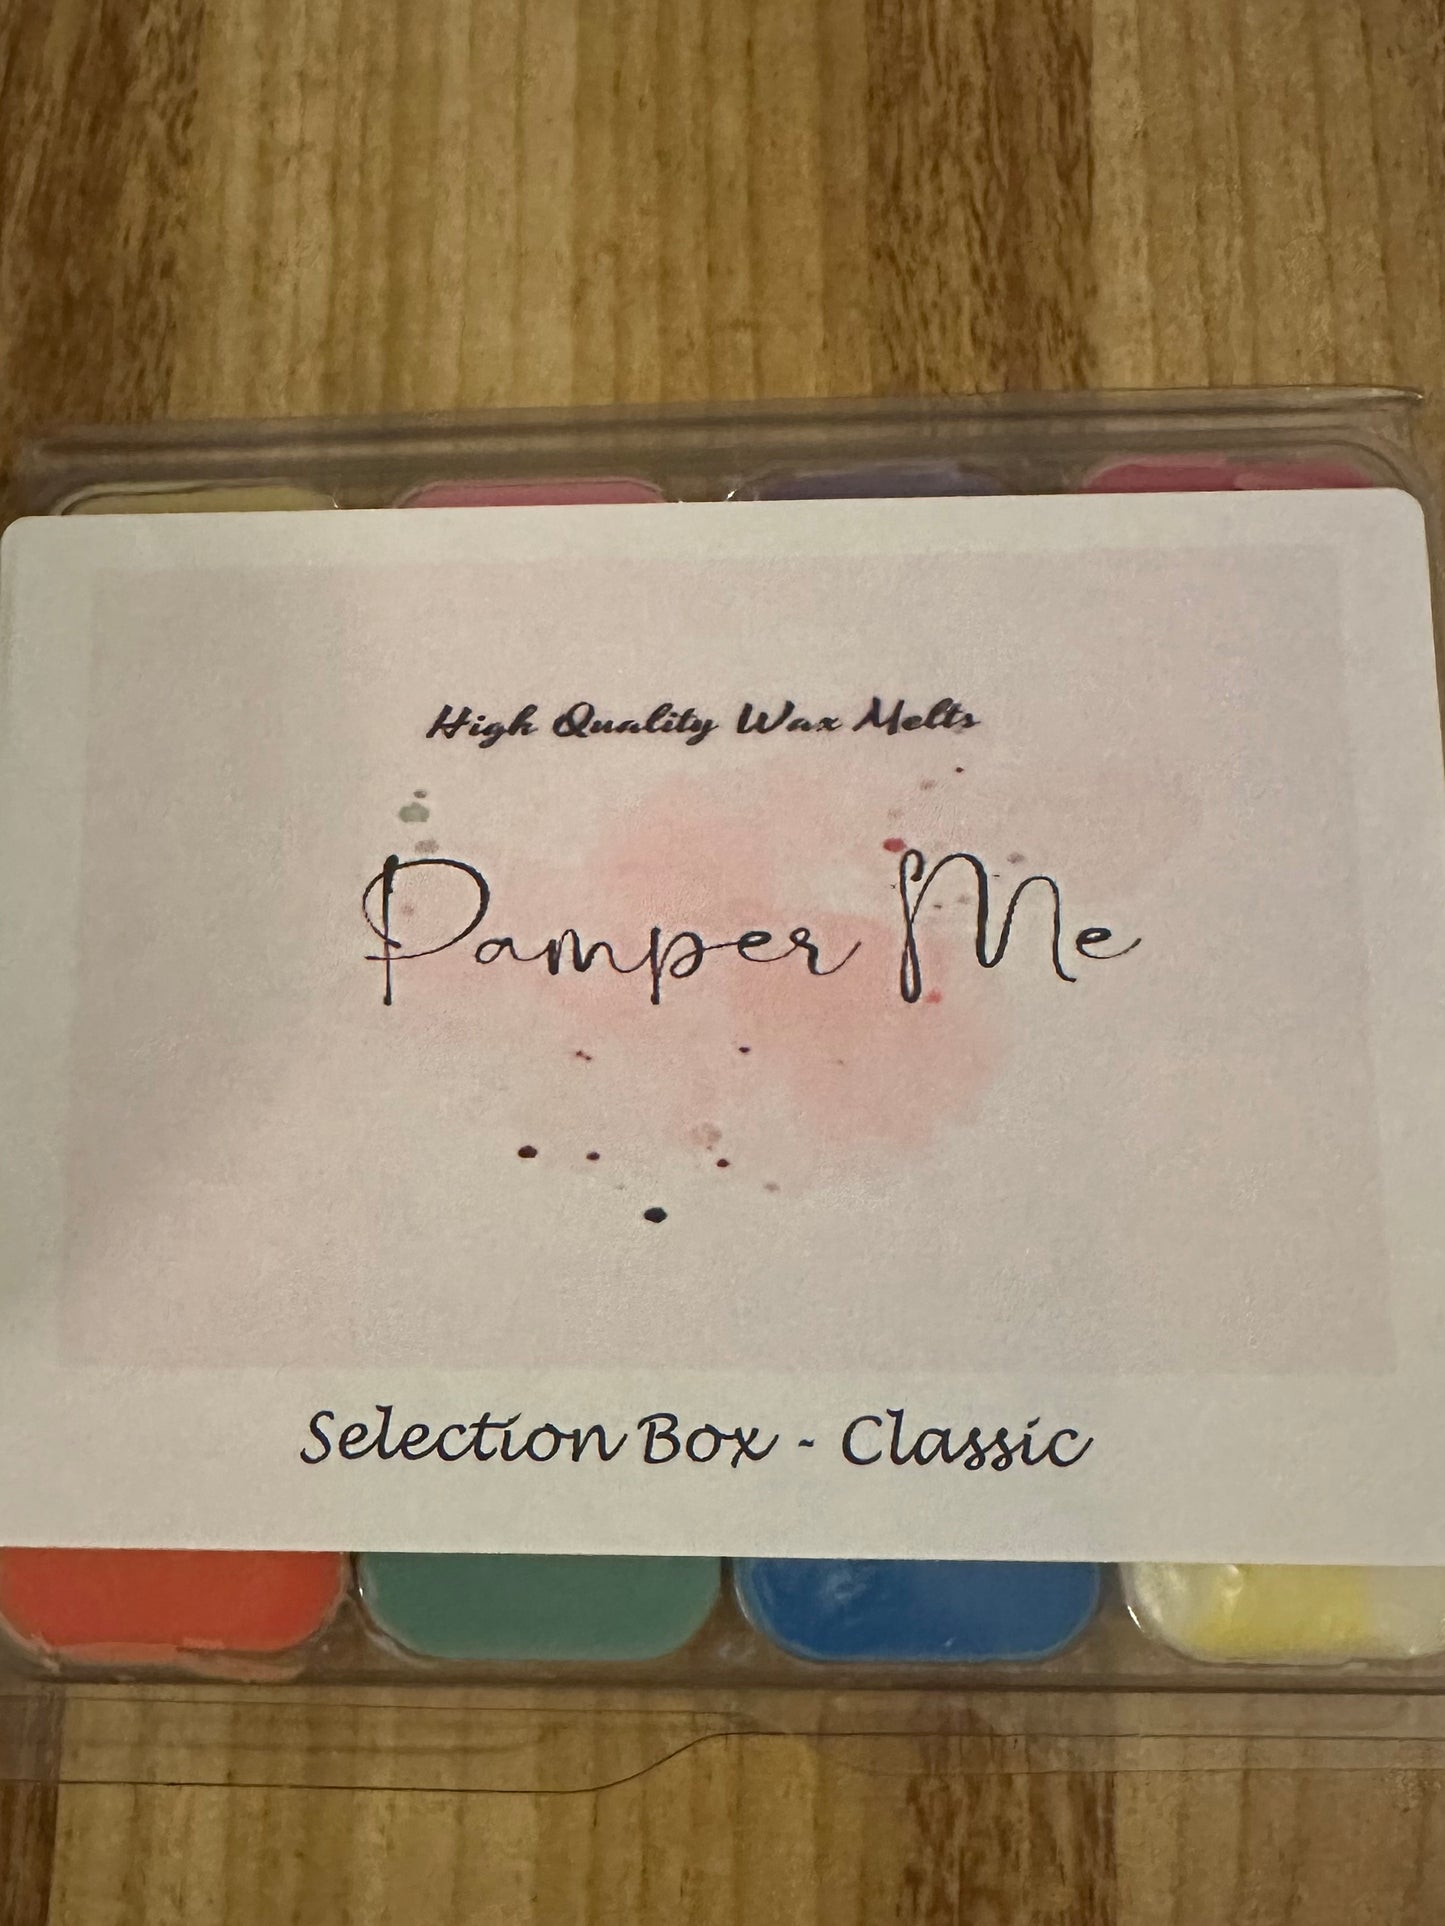 High Quality Wax Melts
Pamper Me
Selection Box - Classic